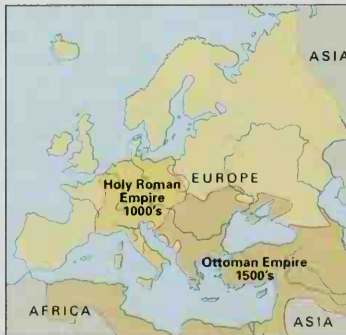 ASIA
EUROPE
Holy Roman
Empire
1000's
Ottoman Empire
1500's
AFRICA
ASIA